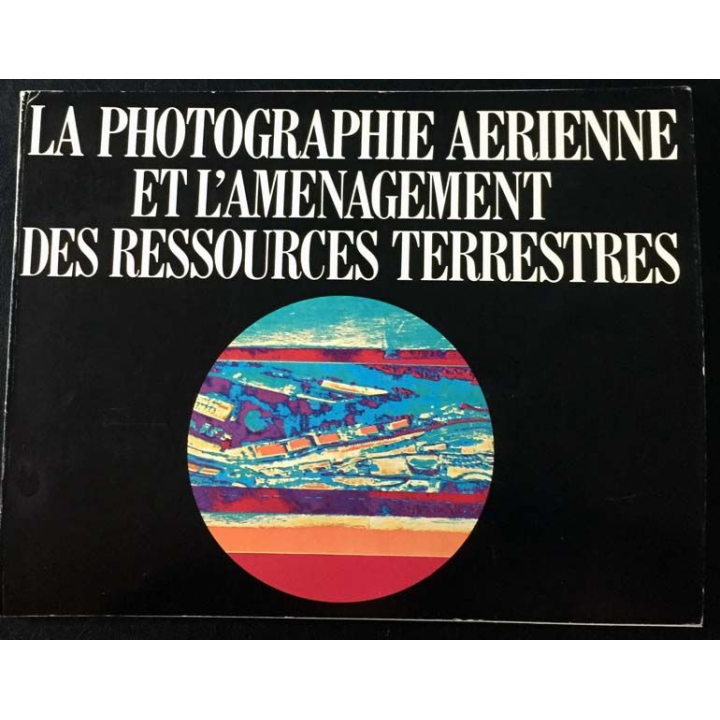 LA PHOTOGRAPHIE AERIENNE
ET L'AMENAGEMENT
DES RESSOURCES TERRESTRES